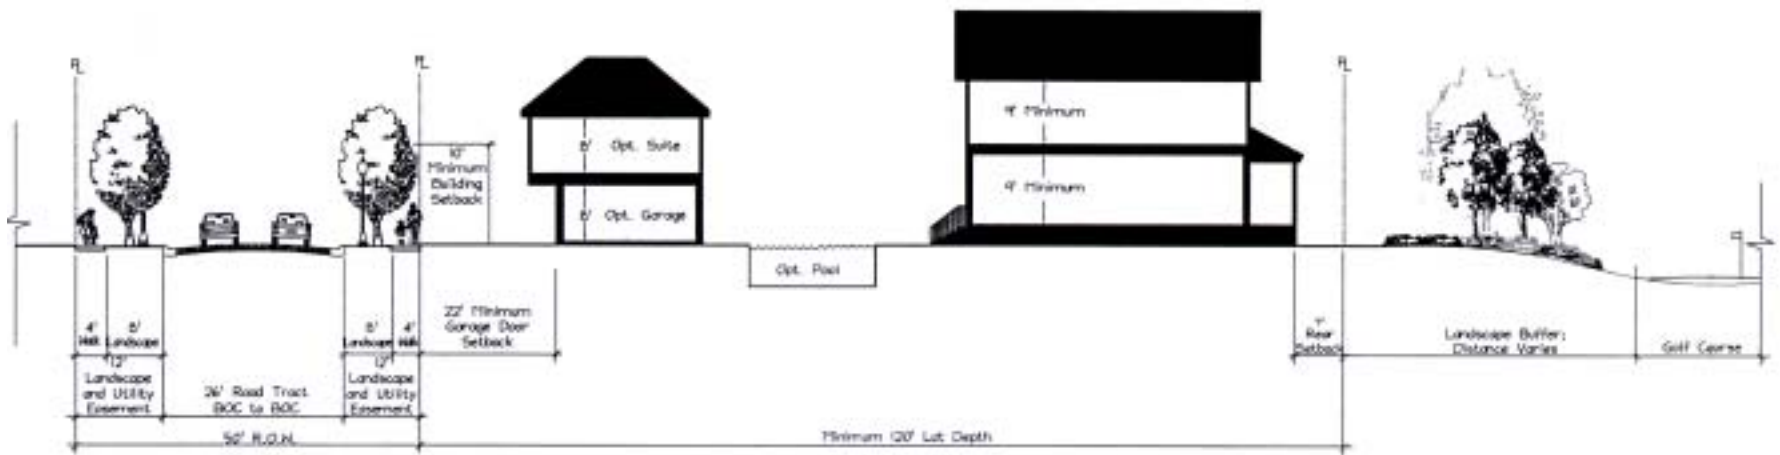 PL
PL
PL
10'
Minimum
Building
Setback
8' Opt. Suite
8' Opt. Garage
9' Minimum
9' Minimum
Opt. Pool
22' Minimum
Garage Door
Setback
4'
Walk
8'
Landscape
12'
Landscape
and Utility
Easement
26' Road Tract
BOC to BOC
8'
Landscape
4'
Walk
12'
Landscape
and Utility
Easement
50' R.O.W.
Minimum 120' Lot Depth
Rear
Setback
Landscape Buffer;
Distance Varies
Golf Course